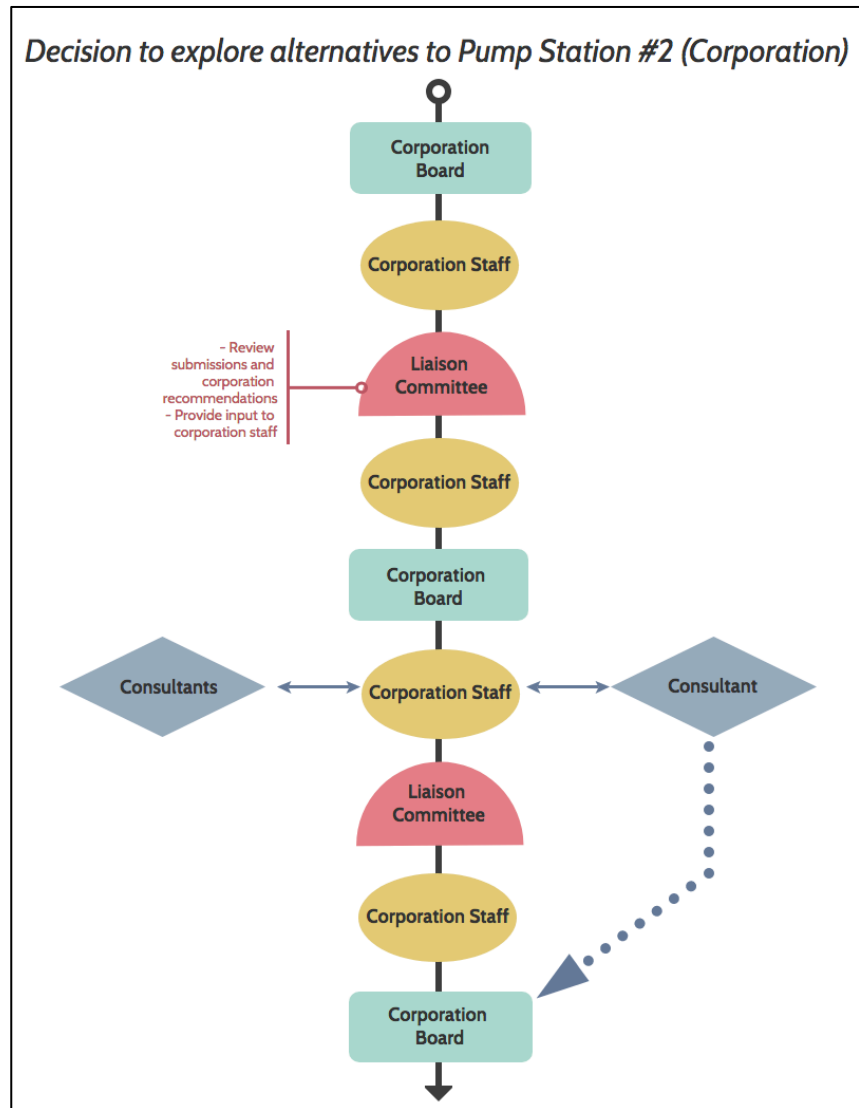 Decision to explore alternatives to Pump Station #2 (Corporation)
Corporation
Board
Corporation Staff
– Review
submissions and
corporation
recommendations
– Provide input to
corporation staff
Liaison
Committee
Corporation Staff
Corporation
Board
Consultants
Corporation Staff
Consultant
Liaison
Committee
Corporation Staff
Corporation
Board